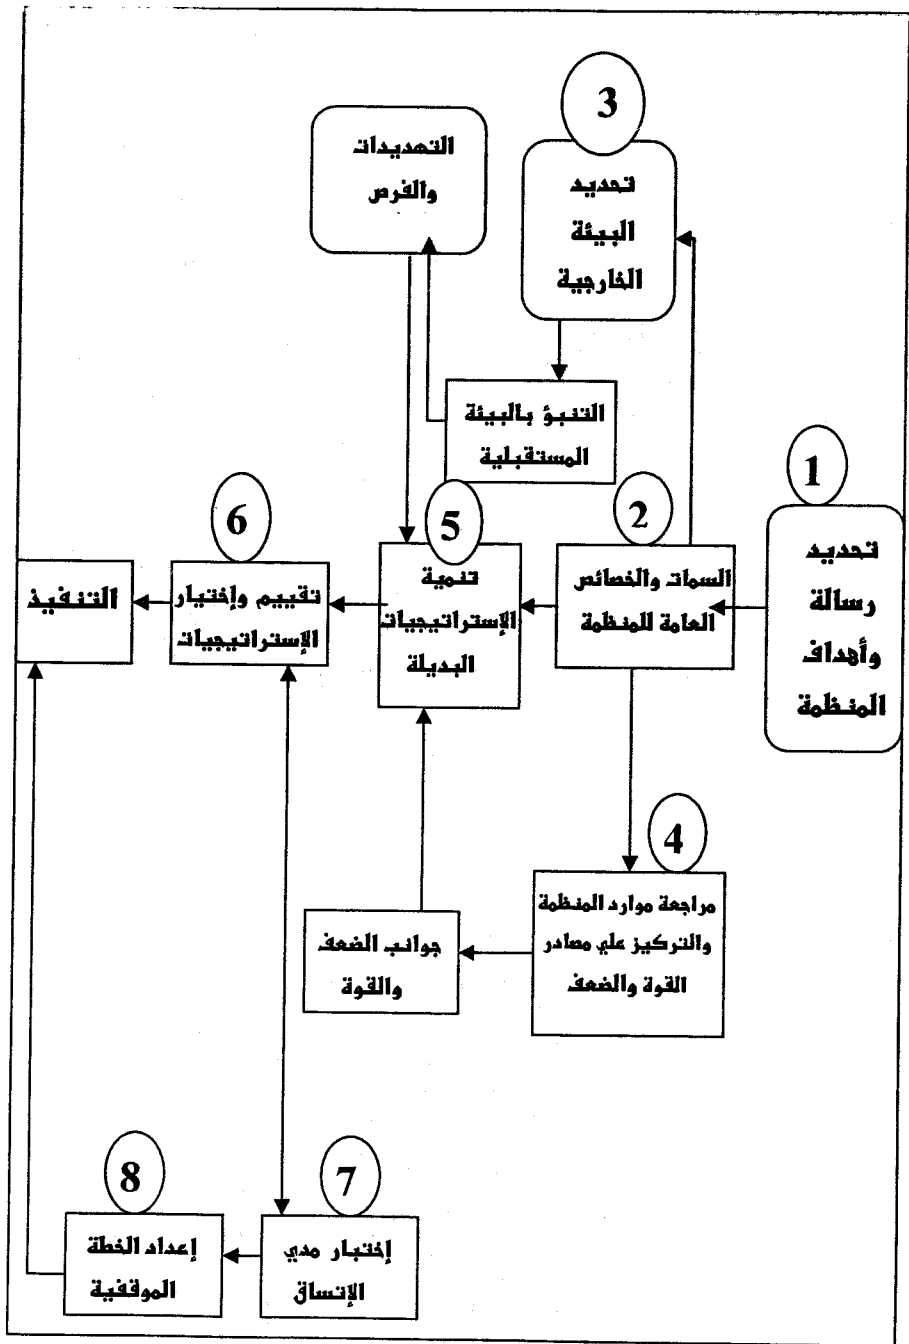 1
تحديد
رسالة
وأهداف
المنظمة
2
السمات والخصائص
العامة للمنظمة
3
تحديد
البيئة
الخارجية
التنبؤ بالبيئة
المستقبلية
التهديدات
والفرص
4
مراجعة موارد المنظمة
والتركيز علي مصادر
القوة والضعف
جوانب الضعف
والقوة
5
تنمية
الإستراتيجيات
البديلة
6
تقييم وإختيار
الإستراتيجيات
التنفيذ
7
إختبار مدي
الإتساق
8
إعداد الخطة
الموقفية